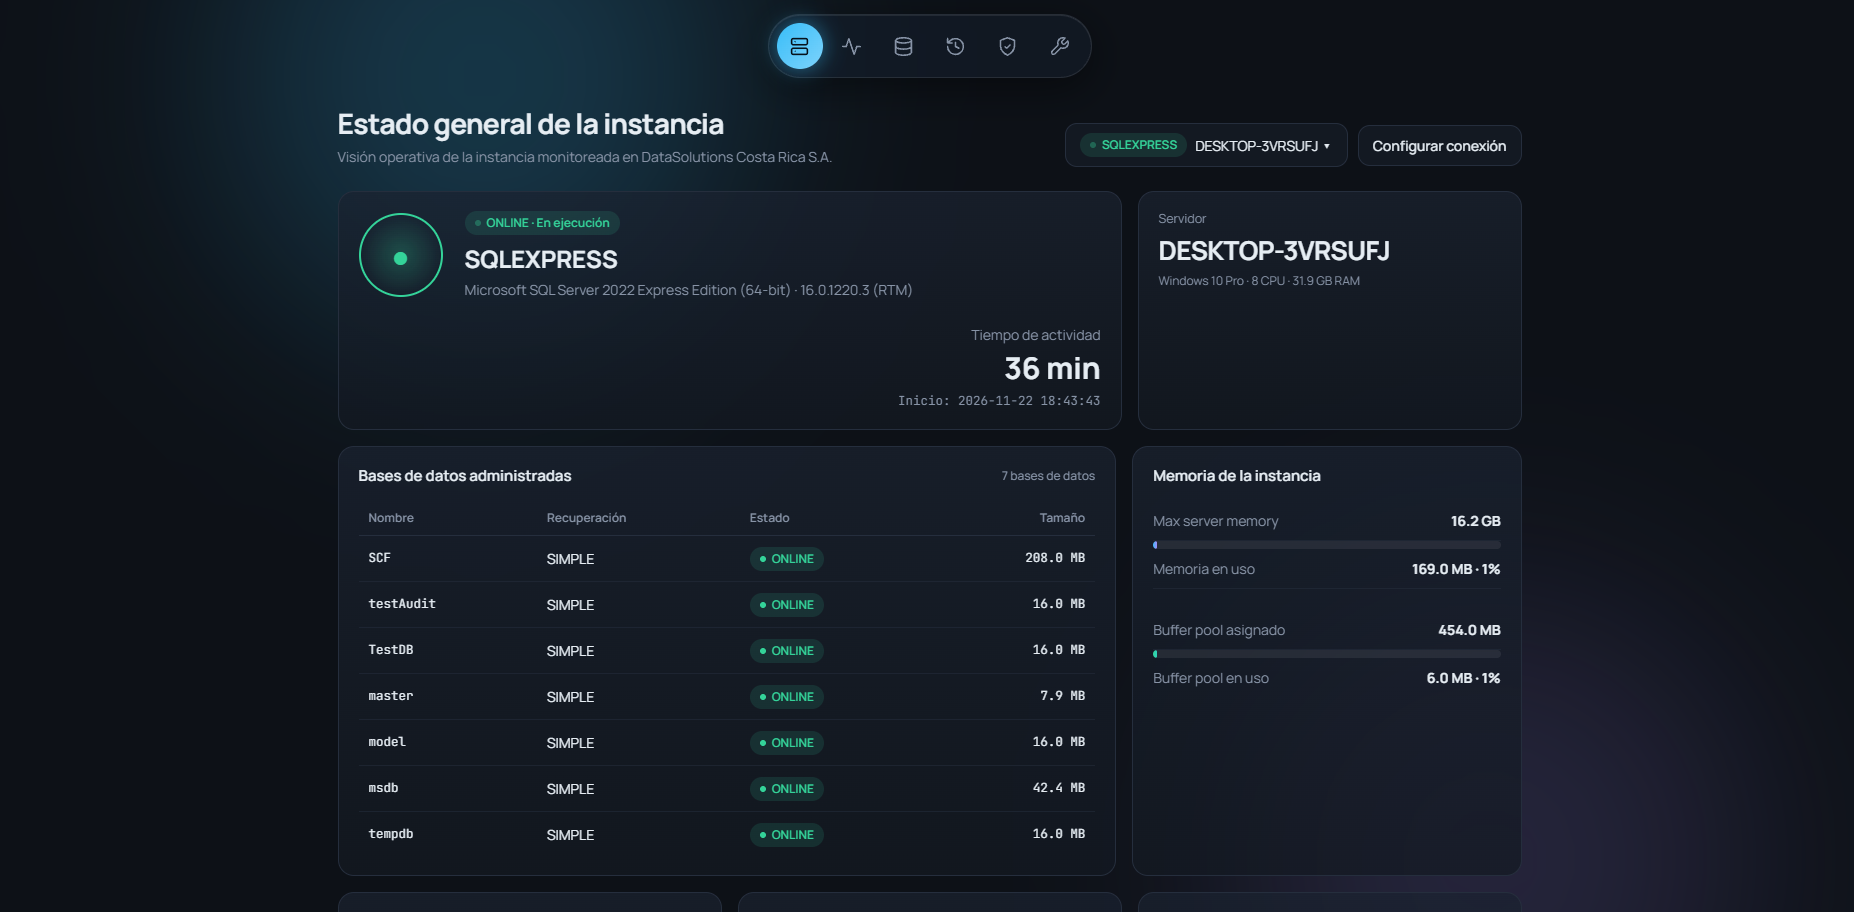 Estado general de la instancia
Visión operativa de la instancia monitoreada en DataSolutions Costa Rica S.A.
SQLEXPRESS DESKTOP-3VRSUFJ
Configurar conexión
ONLINE · En ejecución
SQLEXPRESS
Microsoft SQL Server 2022 Express Edition (64-bit) · 16.0.1220.3 (RTM)
Tiempo de actividad
36 min
Inicio: 2026-11-22 18:43:43
Servidor
DESKTOP-3VRSUFJ
Windows 10 Pro · 8 CPU · 31.9 GB RAM
Bases de datos administradas 7 bases de datos
Nombre Recuperación Estado Tamaño
SCF SIMPLE ONLINE 208.0 MB
testAudit SIMPLE ONLINE 16.0 MB
TestDB SIMPLE ONLINE 16.0 MB
master SIMPLE ONLINE 7.9 MB
model SIMPLE ONLINE 16.0 MB
msdb SIMPLE ONLINE 42.4 MB
tempdb SIMPLE ONLINE 16.0 MB
Memoria de la instancia
Max server memory 16.2 GB
Memoria en uso 169.0 MB · 1%
Buffer pool asignado 454.0 MB
Buffer pool en uso 6.0 MB · 1%